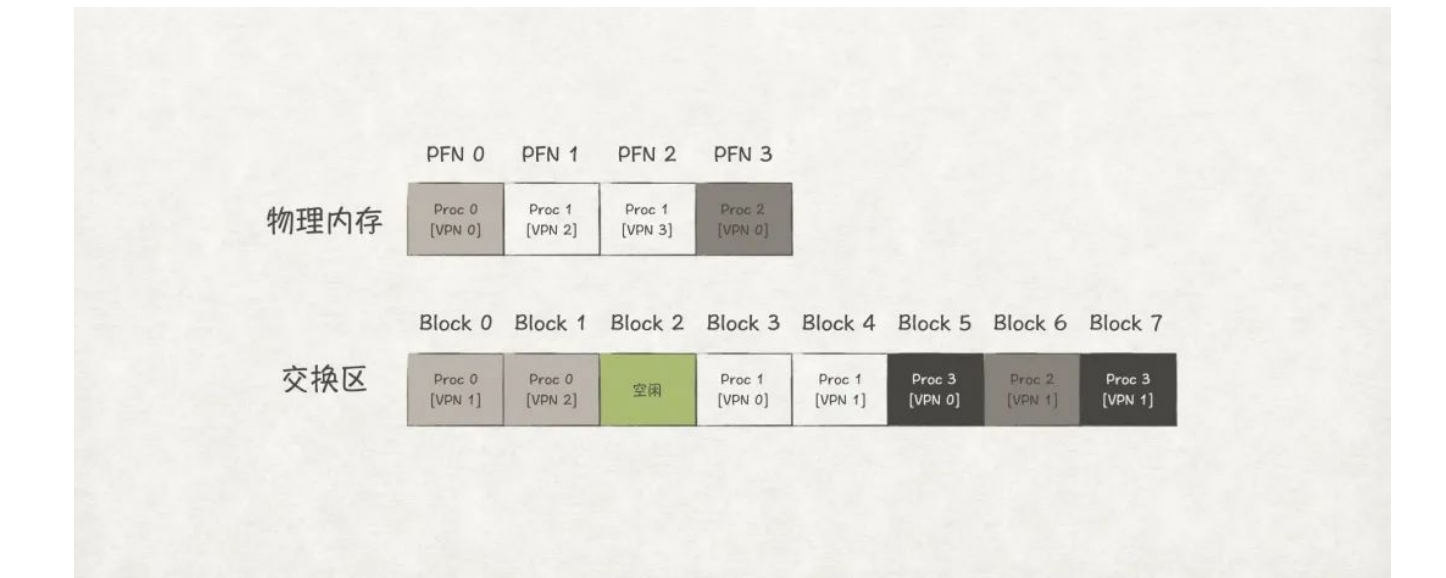 PFN 0 PFN 1 PFN 2 PFN 3
物理内存
Proc 0 Proc 1 Proc 1 Proc 2
[VPN 0] [VPN 2] [VPN 3] [VPN 0]
Block 0 Block 1 Block 2 Block 3 Block 4 Block 5 Block 6 Block 7
交换区
Proc 0 Proc 0 空闲 Proc 1 Proc 1 Proc 3 Proc 2 Proc 3
[VPN 1] [VPN 2] [VPN 0] [VPN 1] [VPN 0] [VPN 1] [VPN 1]